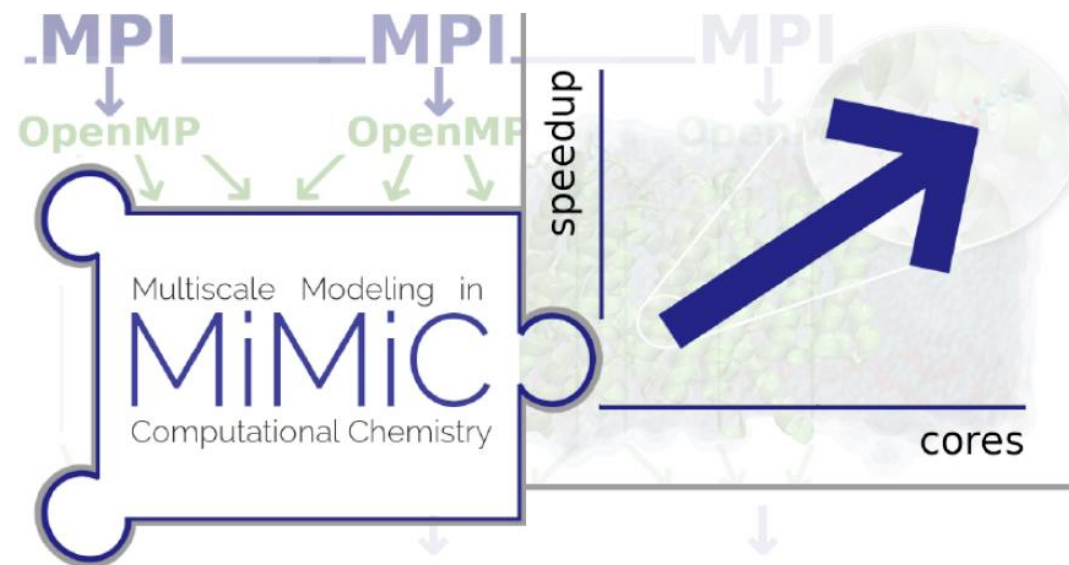 MPI MPI MPI
OpenMP OpenMP OpenMP
speedup
Multiscale Modeling in
MiMiC
Computational Chemistry
cores